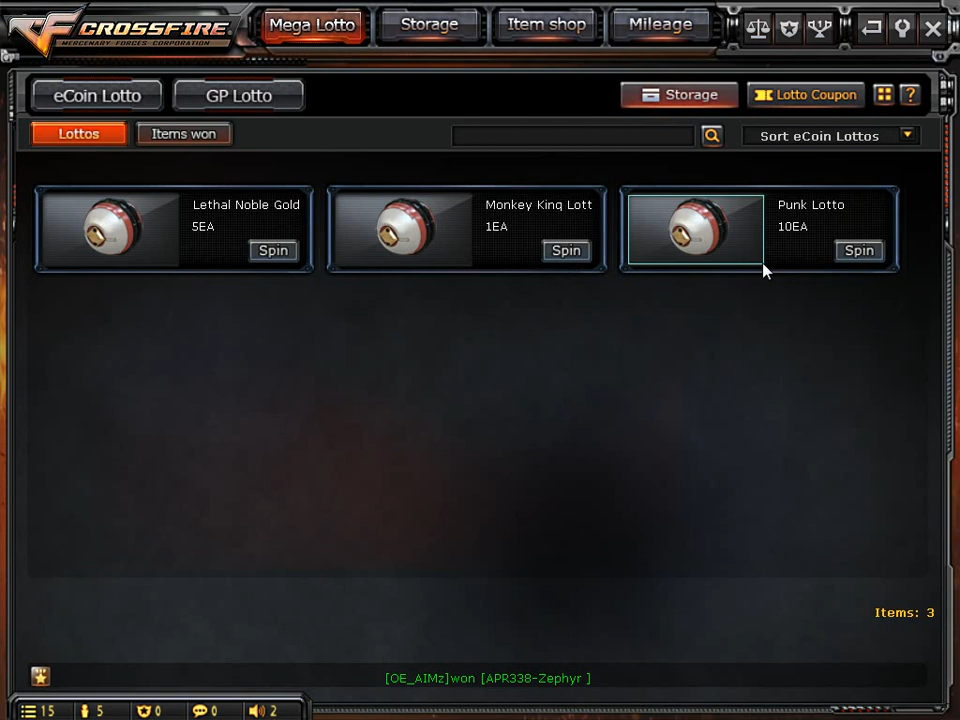 CROSSFIRE
MERCENARY FORCES CORPORATION
Mega Lotto
Storage
Item shop
Mileage
eCoin Lotto
GP Lotto
Storage
Lotto Coupon
?
Lottos
Items won
Sort eCoin Lottos
Lethal Noble Gold
5EA
Spin
Monkey King Lott
1EA
Spin
Punk Lotto
10EA
Spin
Items: 3
[OE_AIMz]won [APR338-Zephyr ]
15 5 0 0 2